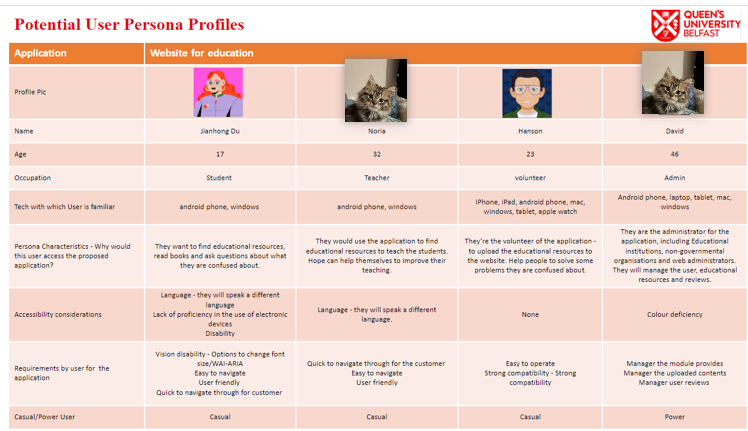 Potential User Persona Profiles
QUEEN'S
UNIVERSITY
BELFAST
Application
Website for education
Profile Pic
Name
Jianhong Du
Noria
Hanson
David
Age
17
32
23
46
Occupation
Student
Teacher
volunteer
Admin
Tech with which User is familiar
android phone, windows
android phone, windows
IPhone, iPad, android phone, mac,
windows, tablet, apple watch
Android phone, laptop, tablet, mac,
windows
Persona Characteristics - Why would
this user access the proposed
application?
They want to find educational resources,
read books and ask questions about what
they are confused about.
They would use the application to find
educational resources to teach the students.
Hope can help themselves to improve their
teaching.
They're the volunteer of the application -
to upload the educational resources to
the website. Help people to solve some
problems they are confused about.
They are the administrator for the
application, including Educational
institutions, non-governmental
organisations and web administrators.
They will manage the user, educational
resources and reviews.
Accessibility considerations
Language - they will speak a different
language
Lack of proficiency in the use of electronic
devices
Disability
Language - they will speak a different
language.
None
Colour deficiency
Requirements by user for the
application
Vision disability - Options to change font
size/WAI-ARIA
Easy to navigate
User friendly
Quick to navigate through for customer
Quick to navigate through for the customer
Easy to navigate
User friendly
Easy to operate
Strong compatibility - Strong
compatibility
Manager the module provides
Manager the uploaded contents
Manager user reviews
Casual/Power User
Casual
Casual
Casual
Power